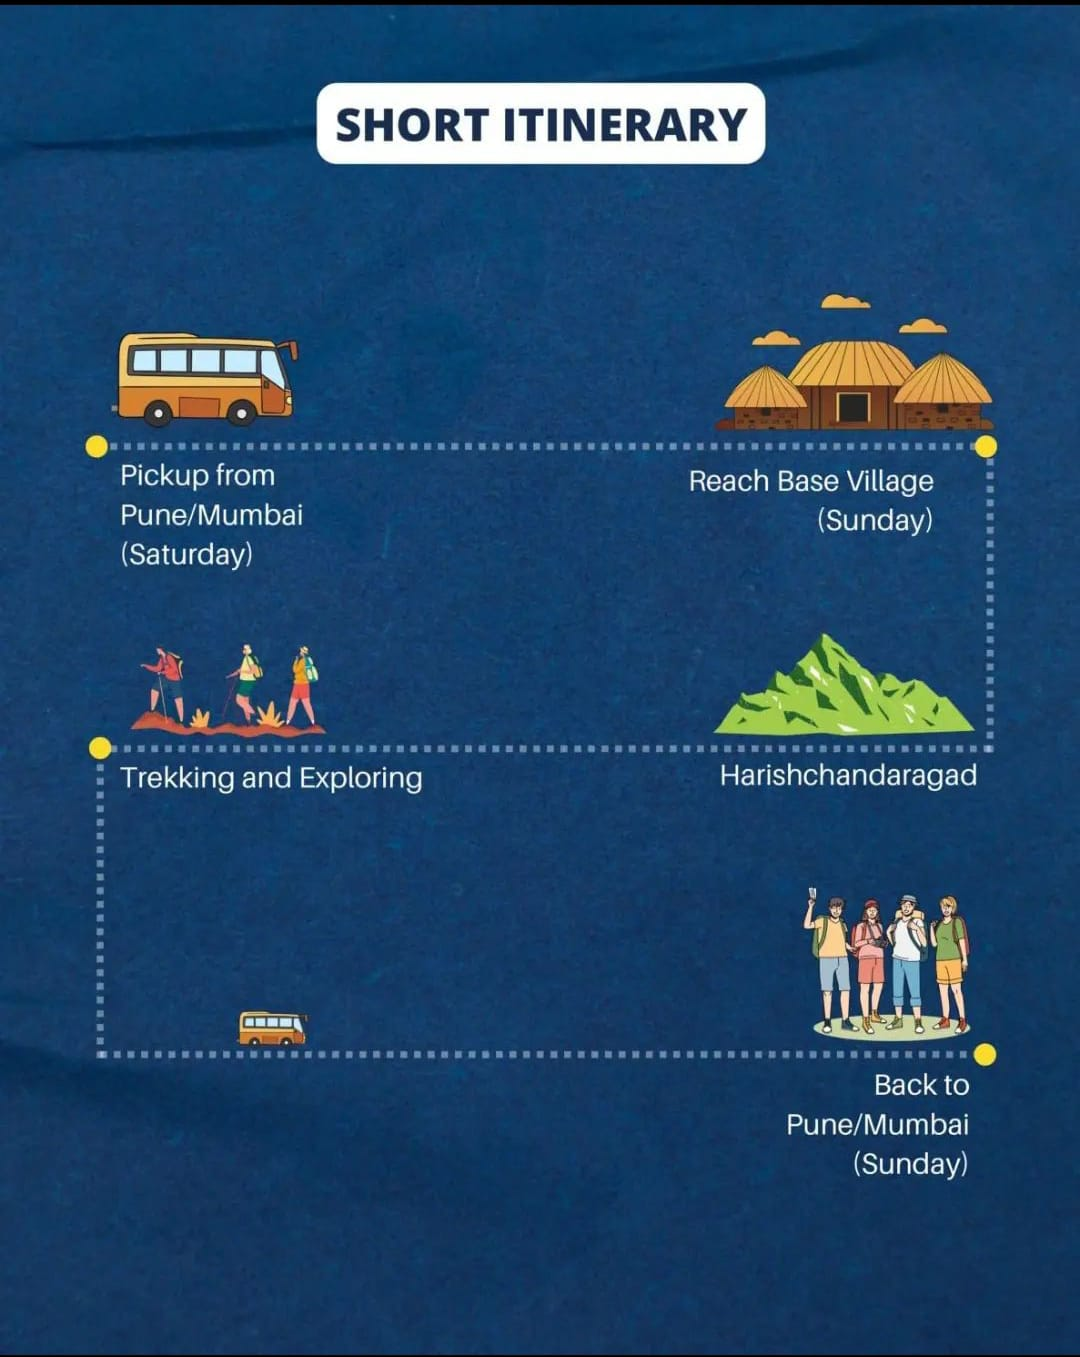 SHORT ITINERARY
Pickup from
Pune/Mumbai
(Saturday)
Reach Base Village
(Sunday)
Harishchandaragad
Trekking and Exploring
Back to
Pune/Mumbai
(Sunday)